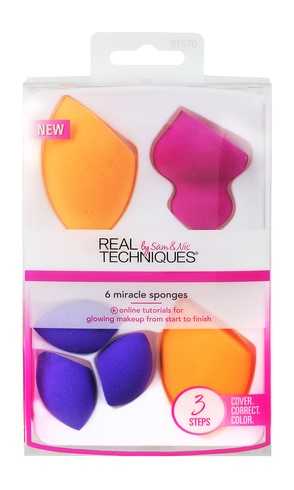 91570
NEW
REAL by Sam & Nic
TECHNIQUES®
6 miracle sponges
+ online tutorials for
glowing makeup from start to finish
3
STEPS
COVER.
CORRECT.
COLOR.